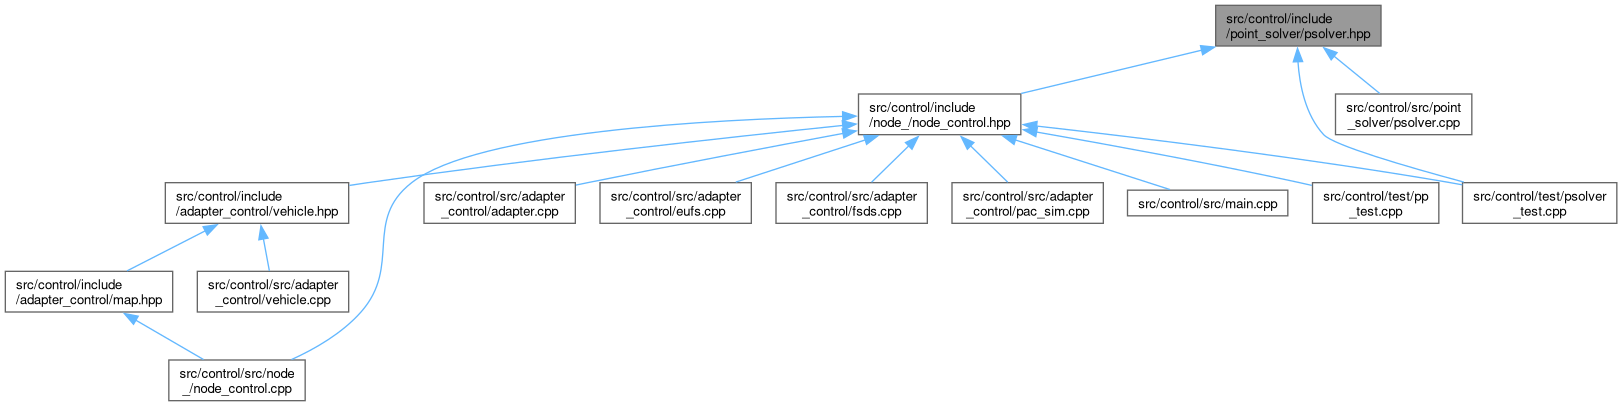 src/control/include
/point_solver/psolver.hpp
src/control/include
/node_/node_control.hpp
src/control/src/point
_solver/psolver.cpp
src/control/include
/adapter_control/vehicle.hpp
src/control/src/adapter
_control/adapter.cpp
src/control/src/adapter
_control/eufs.cpp
src/control/src/adapter
_control/fsds.cpp
src/control/src/adapter
_control/pac_sim.cpp
src/control/src/main.cpp
src/control/test/pp
_test.cpp
src/control/test/psolver
_test.cpp
src/control/include
/adapter_control/map.hpp
src/control/src/adapter
_control/vehicle.cpp
src/control/src/node
_/node_control.cpp